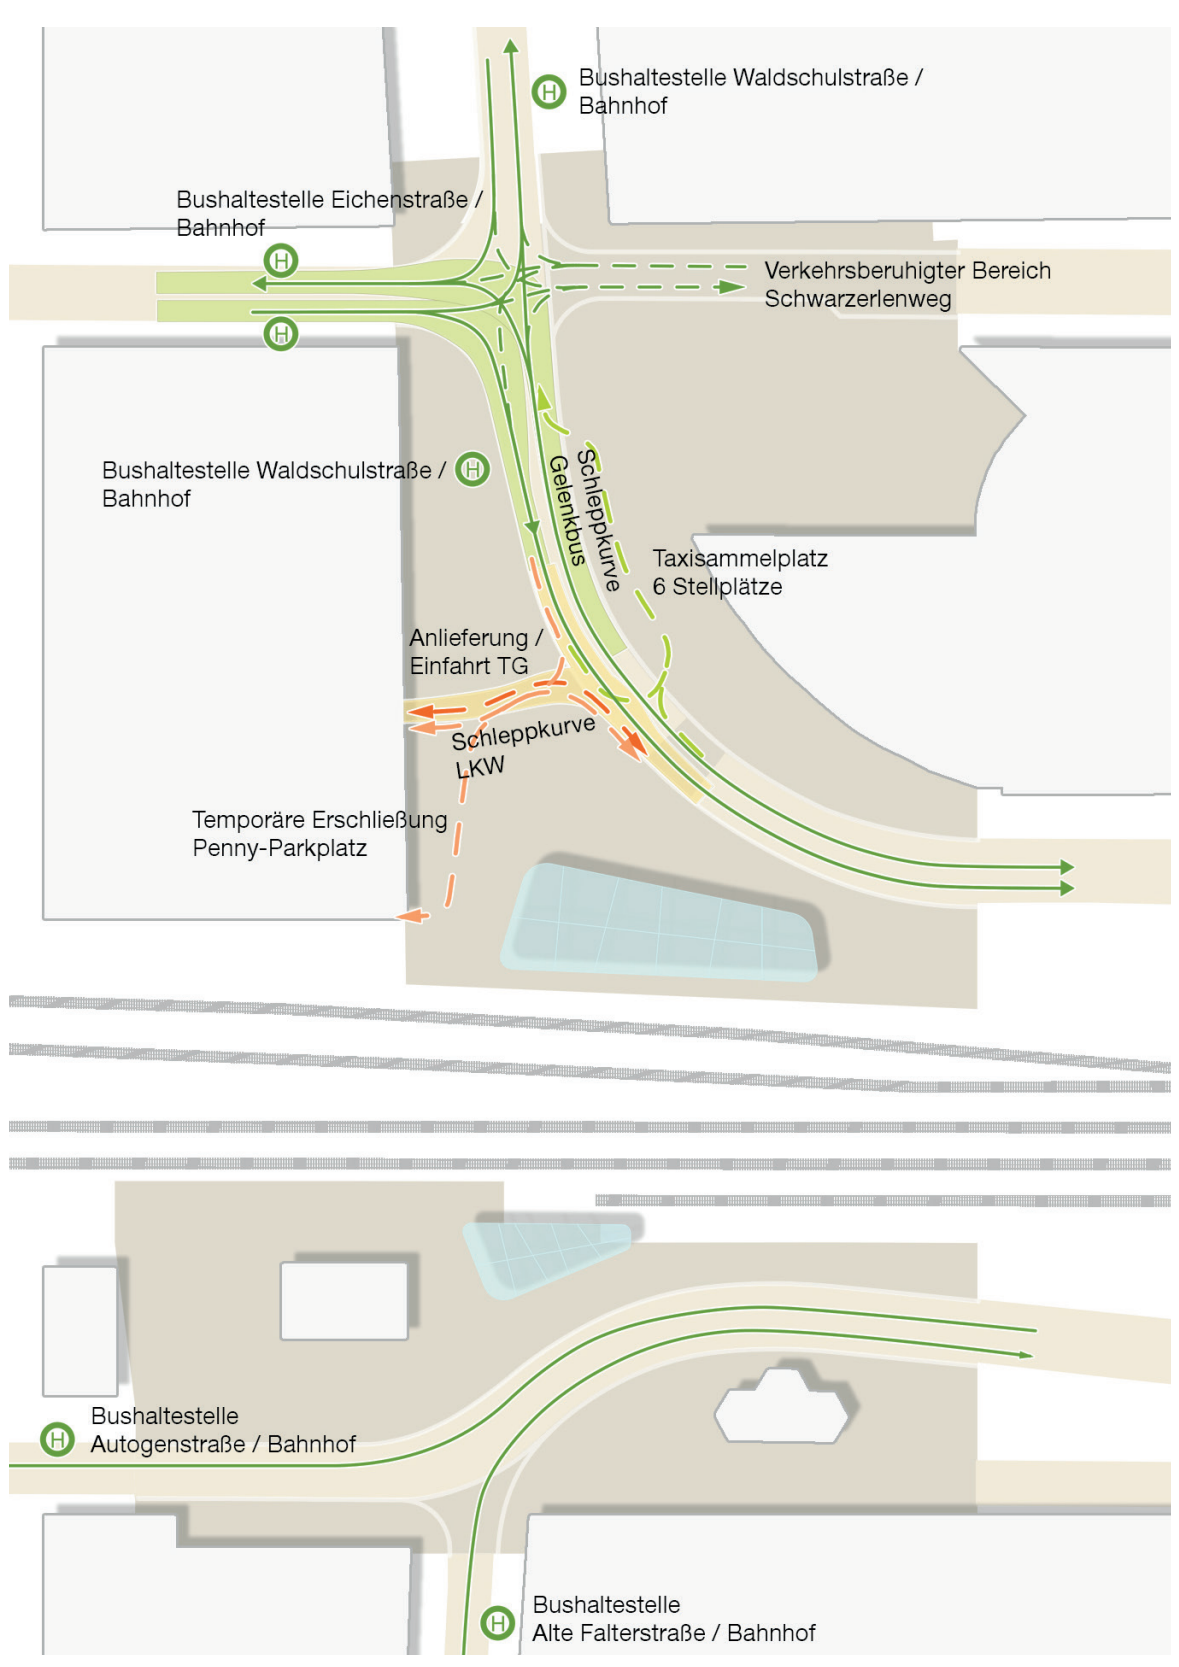 H
Bushaltestelle Waldschulstraße /
Bahnhof
Bushaltestelle Eichenstraße /
Bahnhof
H
H
Verkehrsberuhigter Bereich
Schwarzerlenweg
Bushaltestelle Waldschulstraße /
Bahnhof
H
Schleppkurve
Gelenkbus
Taxisammelplatz
6 Stellplätze
Anlieferung /
Einfahrt TG
Schleppkurve
LKW
Temporäre Erschließung
Penny-Parkplatz
H
Bushaltestelle
Autogenstraße / Bahnhof
H
Bushaltestelle
Alte Falterstraße / Bahnhof